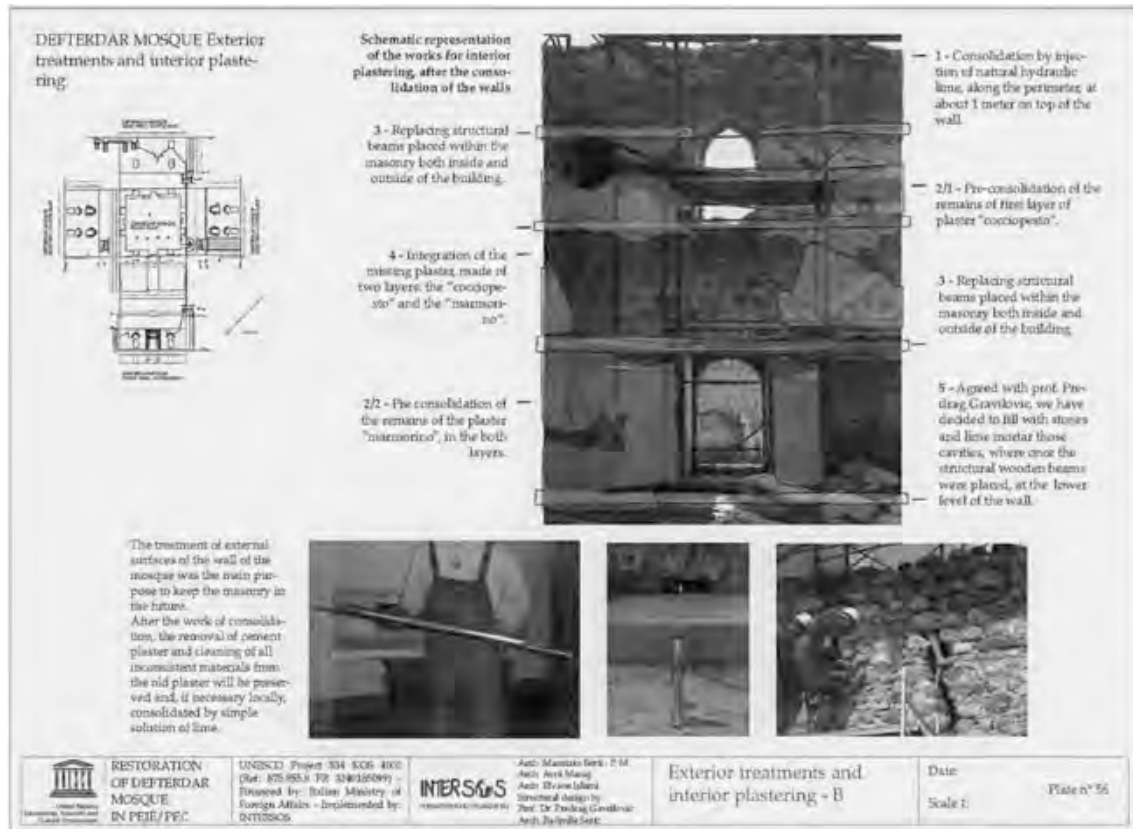 DEFTERDAR MOSQUE Exterior
treatments and interior plaste-
ring.
Schematic representation
of the works for interior
plastering, after the conso-
lidation of the walls
3 - Replacing structural
beams placed within the
masonry both inside and
outside of the building.
4 - Integration of the
missing plaster, made of
two layers: the "cocciope-
sto" and the "marmori-
no".
2/2 - Pre consolidation of
the remains of the plaster
"marmorino", in the both
layers.
1 - Consolidation by injec-
tion of natural hydraulic
lime, along the perimeter, at
about 1 meter on top of the
wall.
2/1 - Pre-consolidation of the
remains of first layer of
plaster "cocciopesto".
3 - Replacing structural
beams placed within the
masonry both inside and
outside of the building.
5 - Agreed with prof. Pre-
drag Gravilovic, we have
decided to fill with stones
and lime mortar those
cavities, where once the
structural wooden beams
were placed, at the lower
level of the wall.
The treatment of external
surfaces of the wall of the
mosque was the main pur-
pose to keep the masonry in
the future.
After the work of consolida-
tion, the removal of cement
plaster and cleaning of all
inconsistent materials from
the old plaster will be preser-
ved and, if necessary locally,
consolidated by simple
solution of lime.
United Nations
RESTORATION
OF DEFTERDAR
MOSQUE
IN PEJË/PEC
UNESCO Project 504 KOS 4000
Financed by: Italian Ministry of
Foreign Affairs - Implemented by:
INTERSOS
INTERSOS
Structural design by
Exterior treatments and
interior plastering - B
Date:
Scale 1:
Plate n° 56